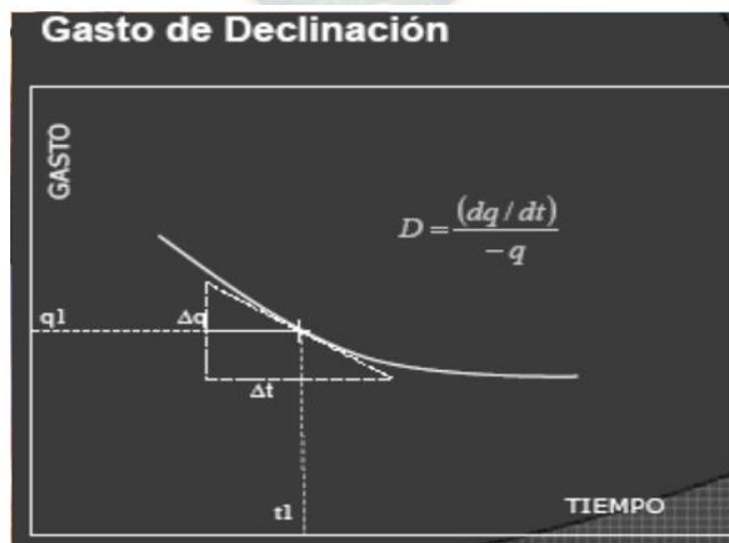 Gasto de Declinación
GASTO
D = (dq / dt) / - q
q1
Δq
Δt
t1
TIEMPO